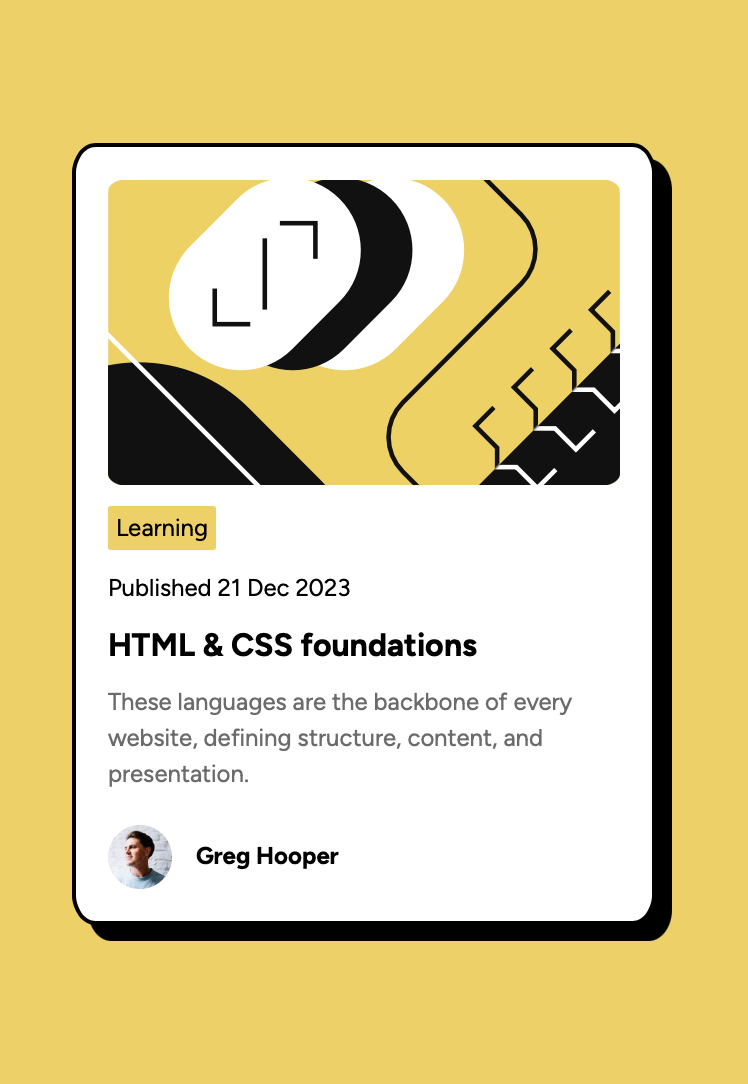 Learning
Published 21 Dec 2023
HTML & CSS foundations
These languages are the backbone of every
website, defining structure, content, and
presentation.
Greg Hooper